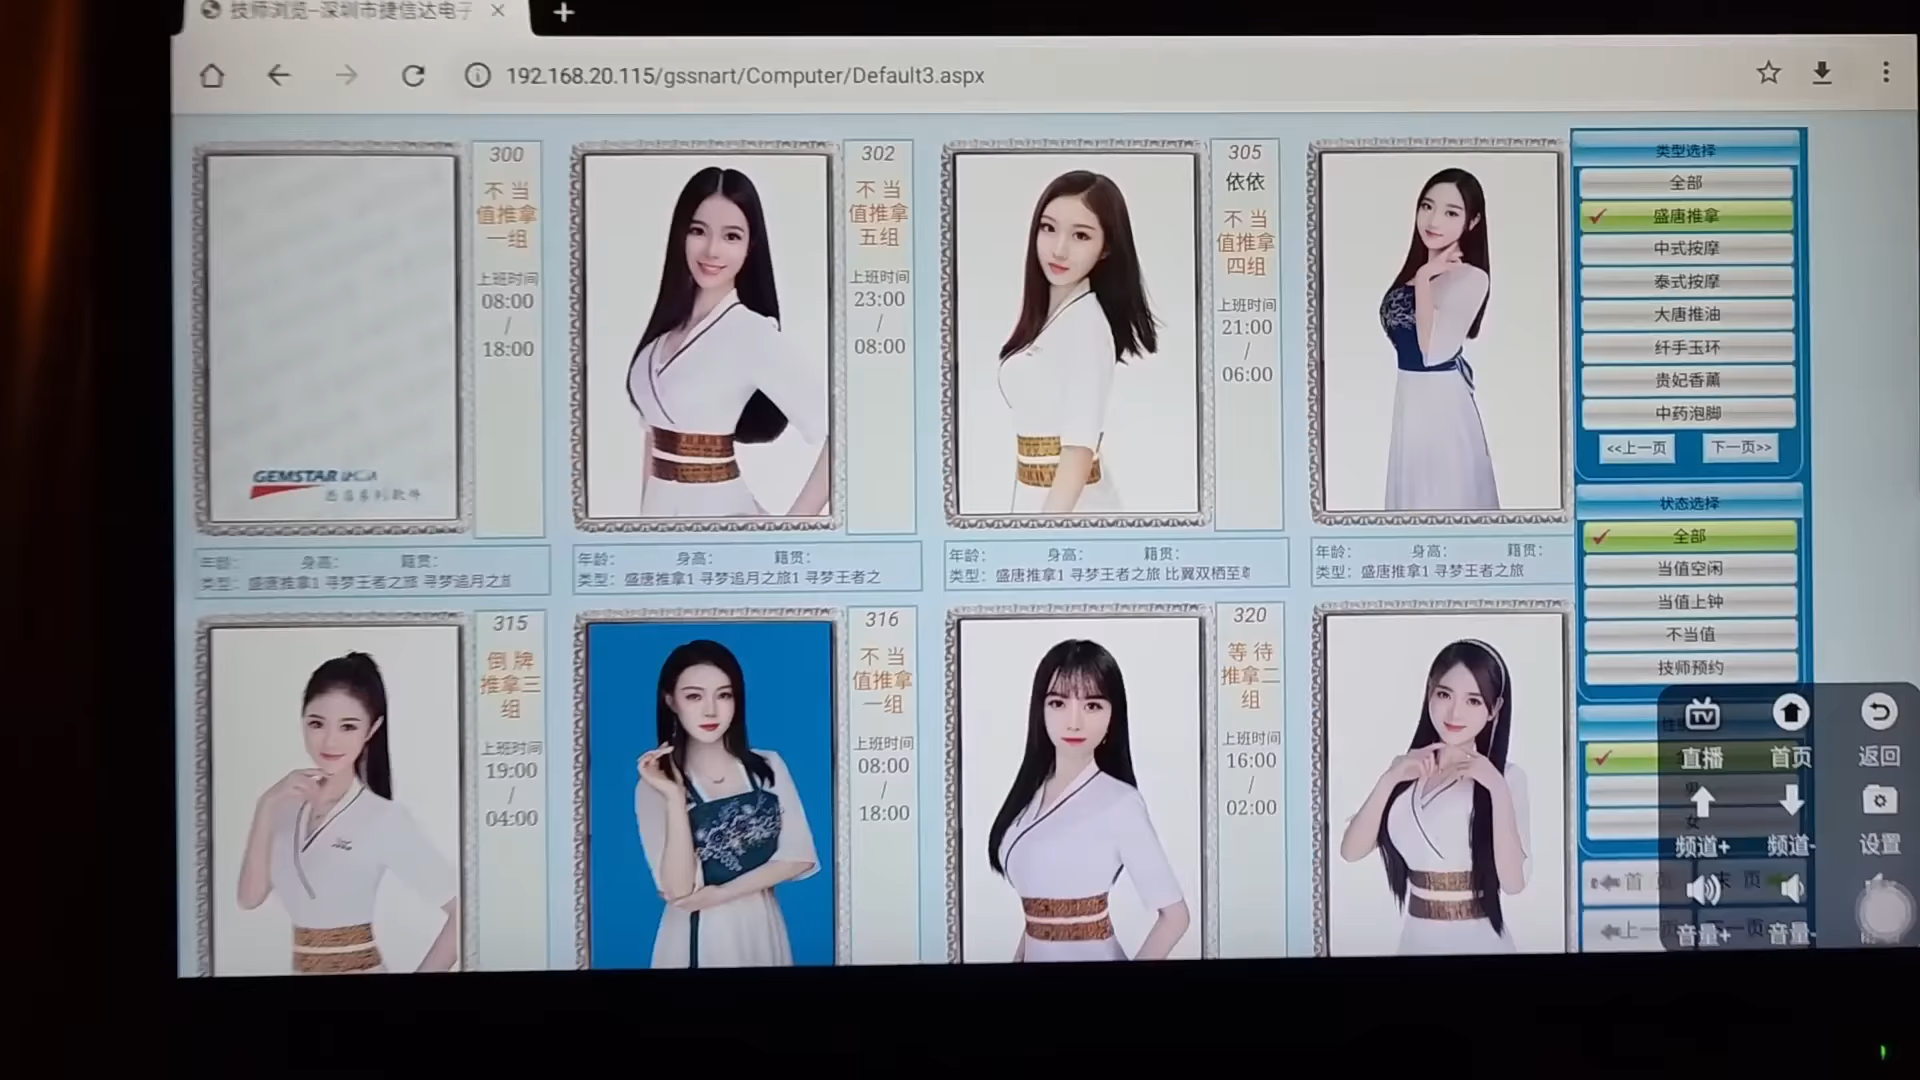 技师浏览-深圳市捷信达电子
192.168.20.115/gssnart/Computer/Default3.aspx
300
不 当
值推拿
一组
上班时间
08:00
/
18:00
GEMSTAR
年龄: 身高: 籍贯:
类型: 盛唐推拿1 寻梦王者之旅 寻梦追月之旅
302
不 当
值推拿
五组
上班时间
23:00
/
08:00
年龄: 身高: 籍贯:
类型: 盛唐推拿1 寻梦追月之旅1 寻梦王者之
305
依依
不 当
值推拿
四组
上班时间
21:00
/
06:00
年龄: 身高: 籍贯:
类型: 盛唐推拿1 寻梦王者之旅 比翼双栖至尊
年龄: 身高: 籍贯:
类型: 盛唐推拿1 寻梦王者之旅
315
倒 牌
推拿三
组
上班时间
19:00
/
04:00
316
不 当
值推拿
一组
上班时间
08:00
/
18:00
320
等 待
推拿二
组
上班时间
16:00
/
02:00
类型选择
全部
盛唐推拿
中式按摩
泰式按摩
大唐推油
纤手玉环
贵妃香薰
中药泡脚
<<上一页 下一页>>
状态选择
全部
当值空闲
当值上钟
不当值
技师预约
女
首 页 末 页
上一页 下一页
TV
直播 首页 返回
频道+ 频道- 设置
音量+ 音量-